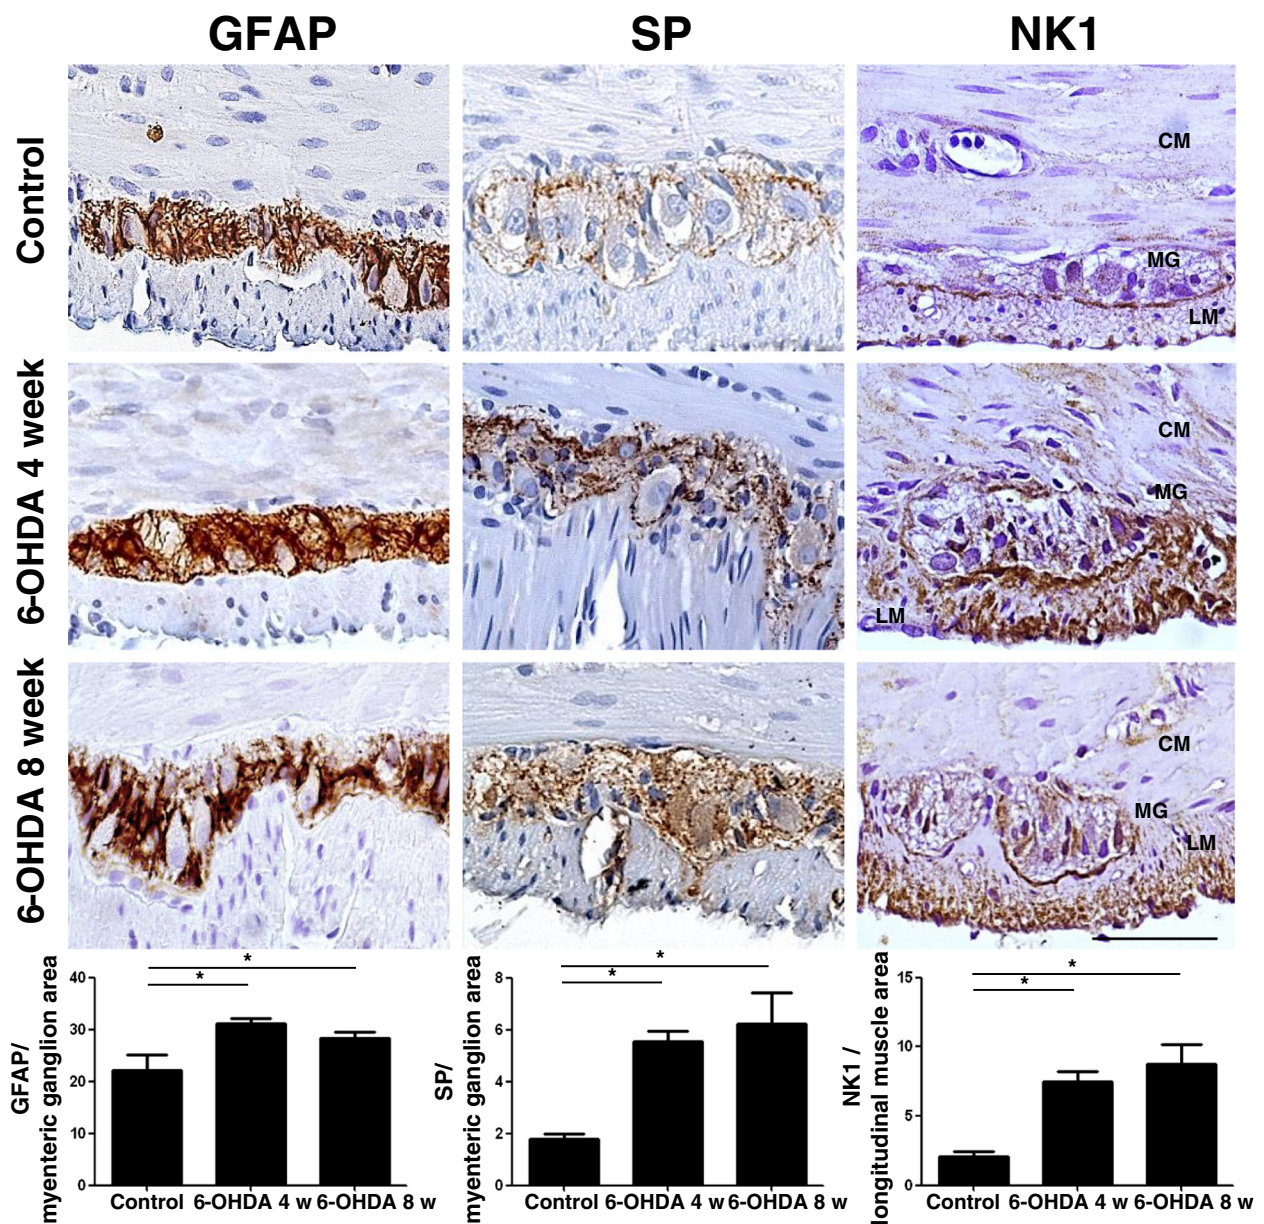 GFAP SP NK1
Control
CM
MG
LM
6-OHDA 4 week
CM
MG
LM
6-OHDA 8 week
CM
MG
LM
GFAP/
myenteric ganglion area
40
30
20
10
0
* *
Control 6-OHDA 4 w 6-OHDA 8 w
SP/
myenteric ganglion area
8
6
4
2
0
* *
Control 6-OHDA 4 w 6-OHDA 8 w
NK1 /
longitudinal muscle area
15
10
5
0
* *
Control 6-OHDA 4 w 6-OHDA 8 w